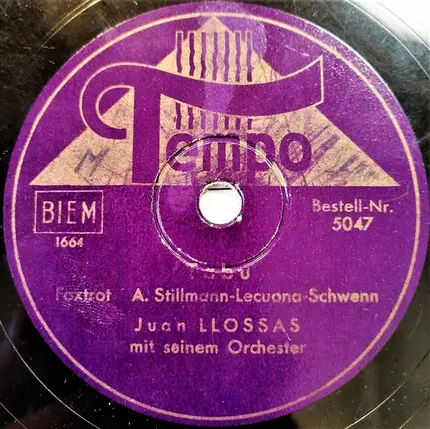 Tempo
BIEM
1664
Bestell-Nr.
5047
Tabu
Foxtrot A. Stillmann-Lecuona-Schwenn
Juan LLOSSAS
mit seinem Orchester